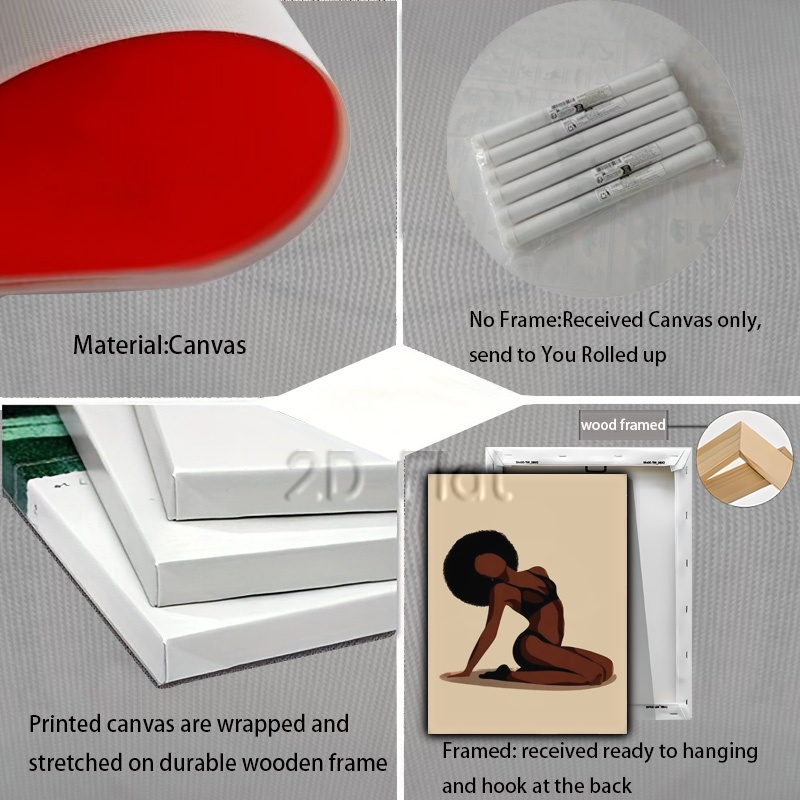 Material:Canvas
No Frame:Received Canvas only,
send to You Rolled up
wood framed
2D Flat
Printed canvas are wrapped and
stretched on durable wooden frame
Framed: received ready to hanging
and hook at the back